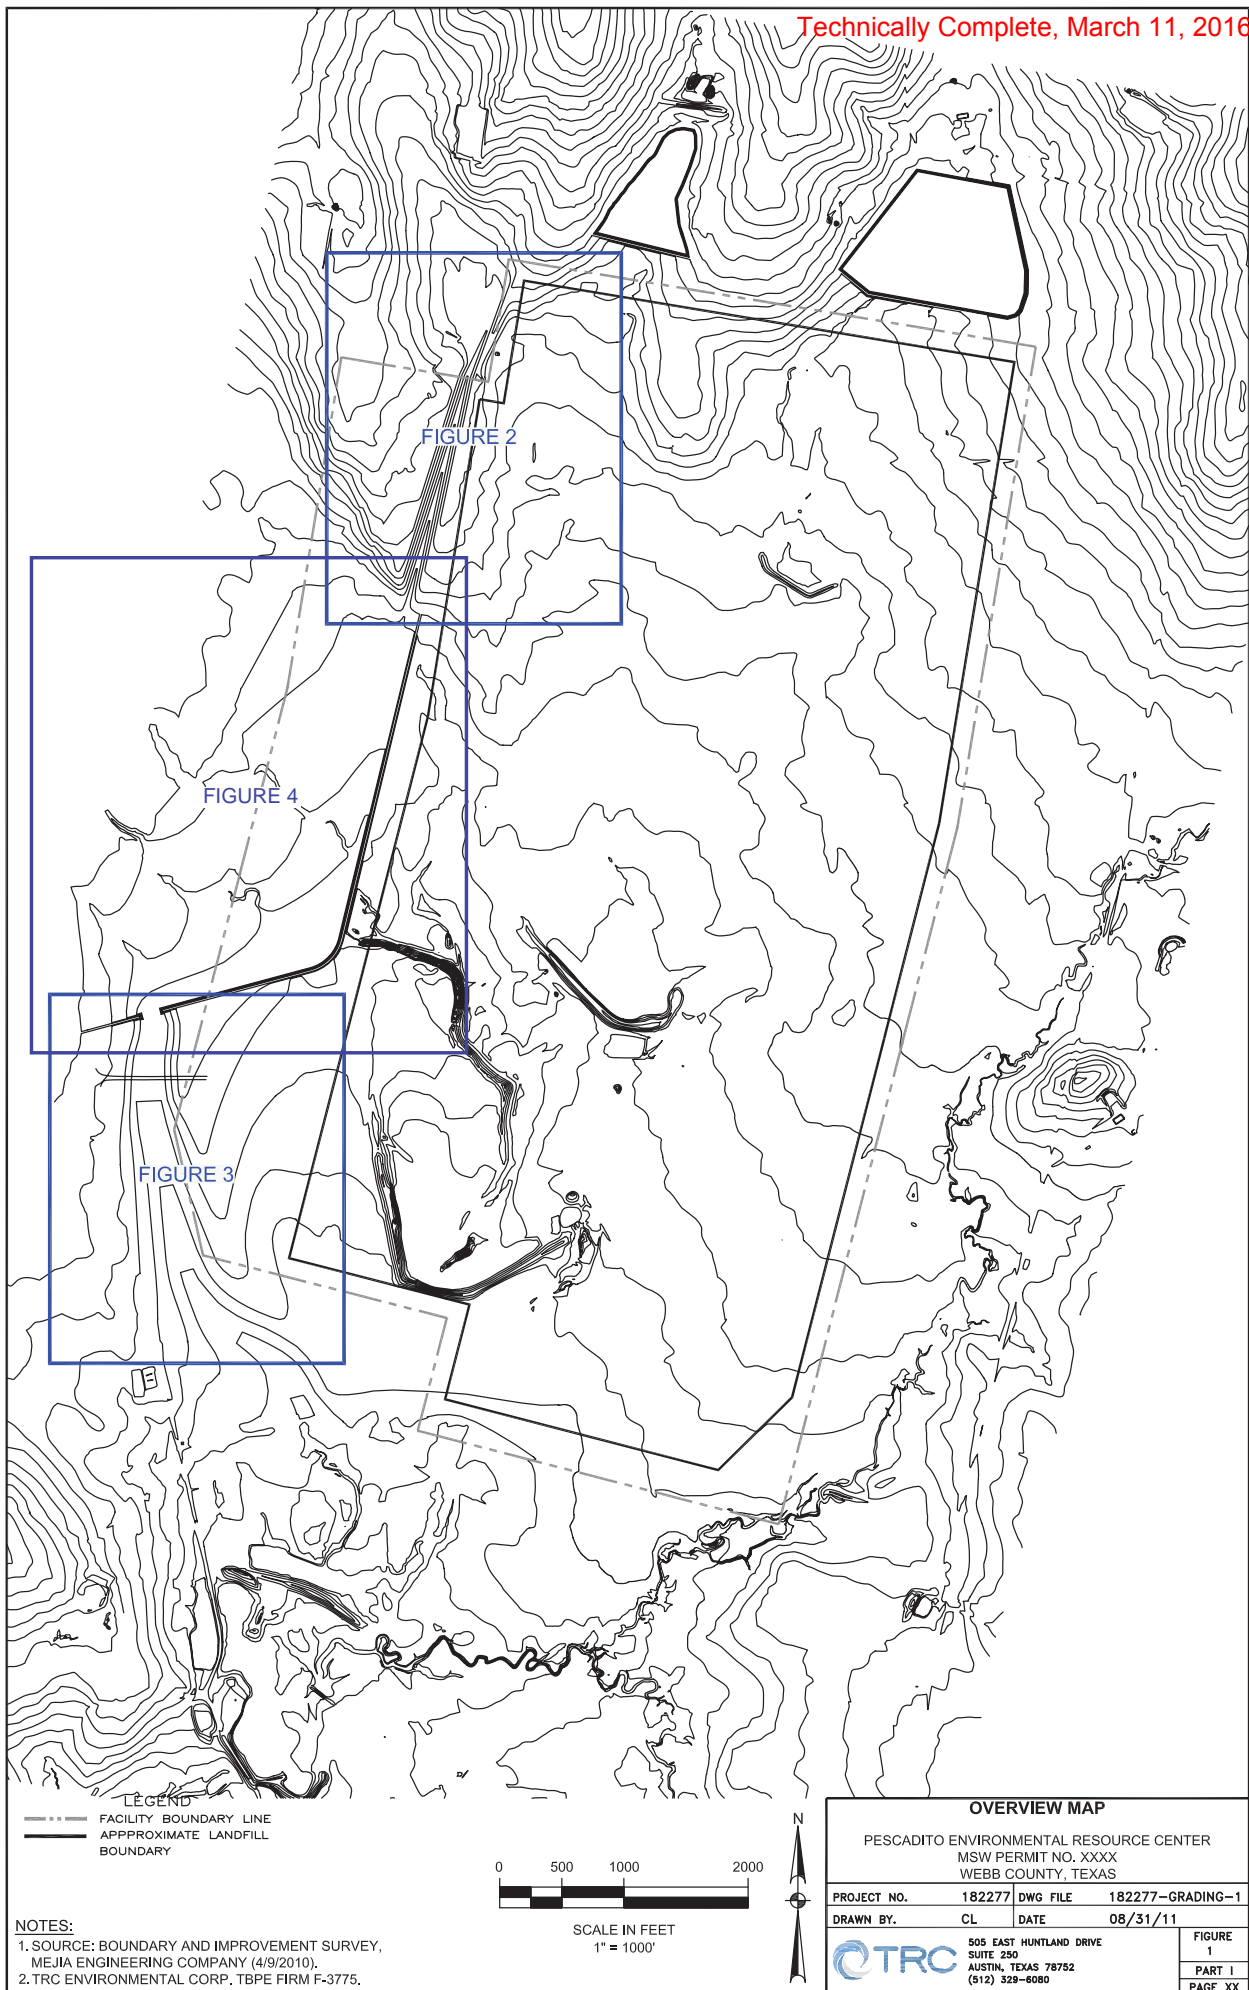 Technically Complete, March 11, 2016
FIGURE 2
FIGURE 4
FIGURE 3
LEGEND
FACILITY BOUNDARY LINE
APPPROXIMATE LANDFILL
BOUNDARY
NOTES:
1. SOURCE: BOUNDARY AND IMPROVEMENT SURVEY,
MEJIA ENGINEERING COMPANY (4/9/2010).
2. TRC ENVIRONMENTAL CORP. TBPE FIRM F-3775.
0 500 1000 2000
SCALE IN FEET
1" = 1000'
N
OVERVIEW MAP
PESCADITO ENVIRONMENTAL RESOURCE CENTER
MSW PERMIT NO. XXXX
WEBB COUNTY, TEXAS
PROJECT NO. 182277 DWG FILE 182277-GRADING-1
DRAWN BY. CL DATE 08/31/11
TRC
505 EAST HUNTLAND DRIVE
SUITE 250
AUSTIN, TEXAS 78752
(512) 329-6080
FIGURE
1
PART I
PAGE XX